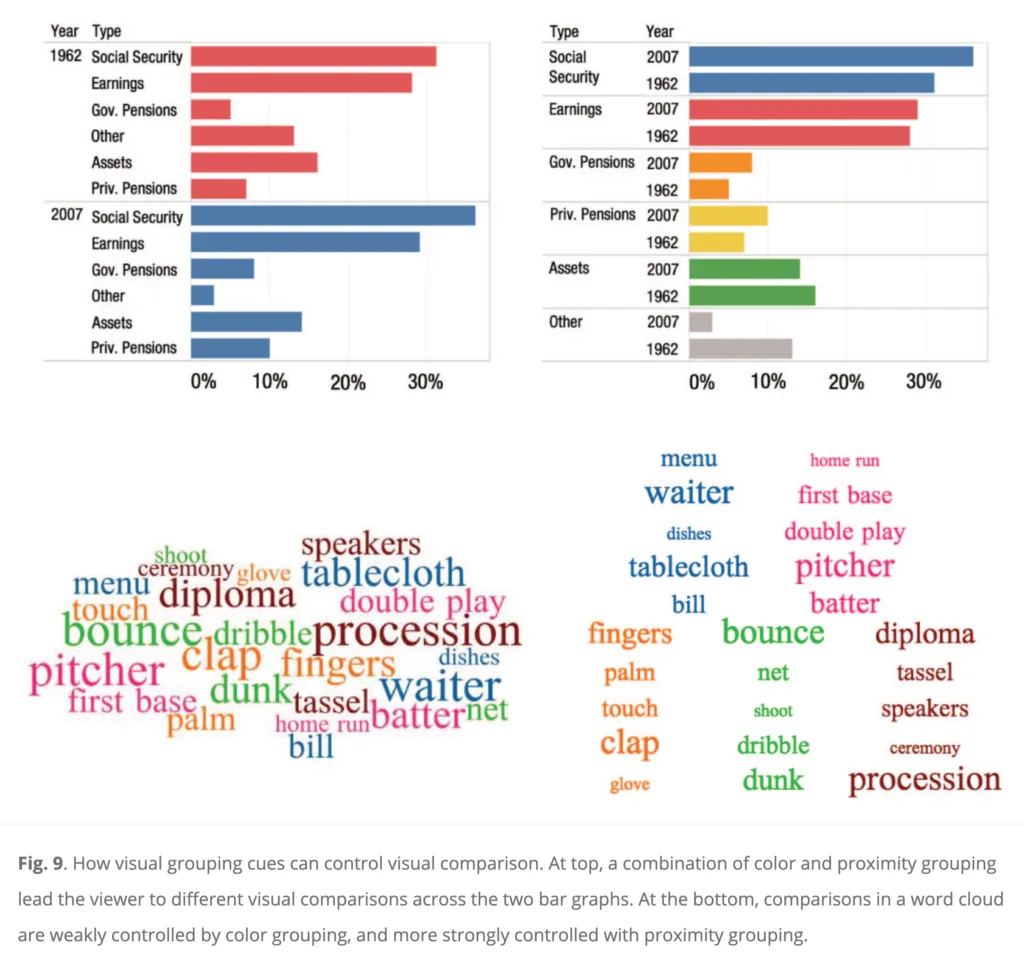 Year Type
1962 Social Security
Earnings
Gov. Pensions
Other
Assets
Priv. Pensions
2007 Social Security
Earnings
Gov. Pensions
Other
Assets
Priv. Pensions
0% 10% 20% 30%
Type Year
Social 2007
Security 1962
Earnings 2007
1962
Gov. Pensions 2007
1962
Priv. Pensions 2007
1962
Assets 2007
1962
Other 2007
1962
0% 10% 20% 30%
speakers
shoot
ceremony glove tablecloth
menu diploma
touch double play
bounce dribble procession
pitcher clap fingers dishes
first base dunk tassel waiter
palm home run batter net
bill
menu home run
waiter first base
dishes double play
tablecloth pitcher
bill batter
fingers bounce diploma
palm net tassel
touch shoot speakers
clap dribble ceremony
glove dunk procession
Fig. 9. How visual grouping cues can control visual comparison. At top, a combination of color and proximity grouping
lead the viewer to different visual comparisons across the two bar graphs. At the bottom, comparisons in a word cloud
are weakly controlled by color grouping, and more strongly controlled with proximity grouping.